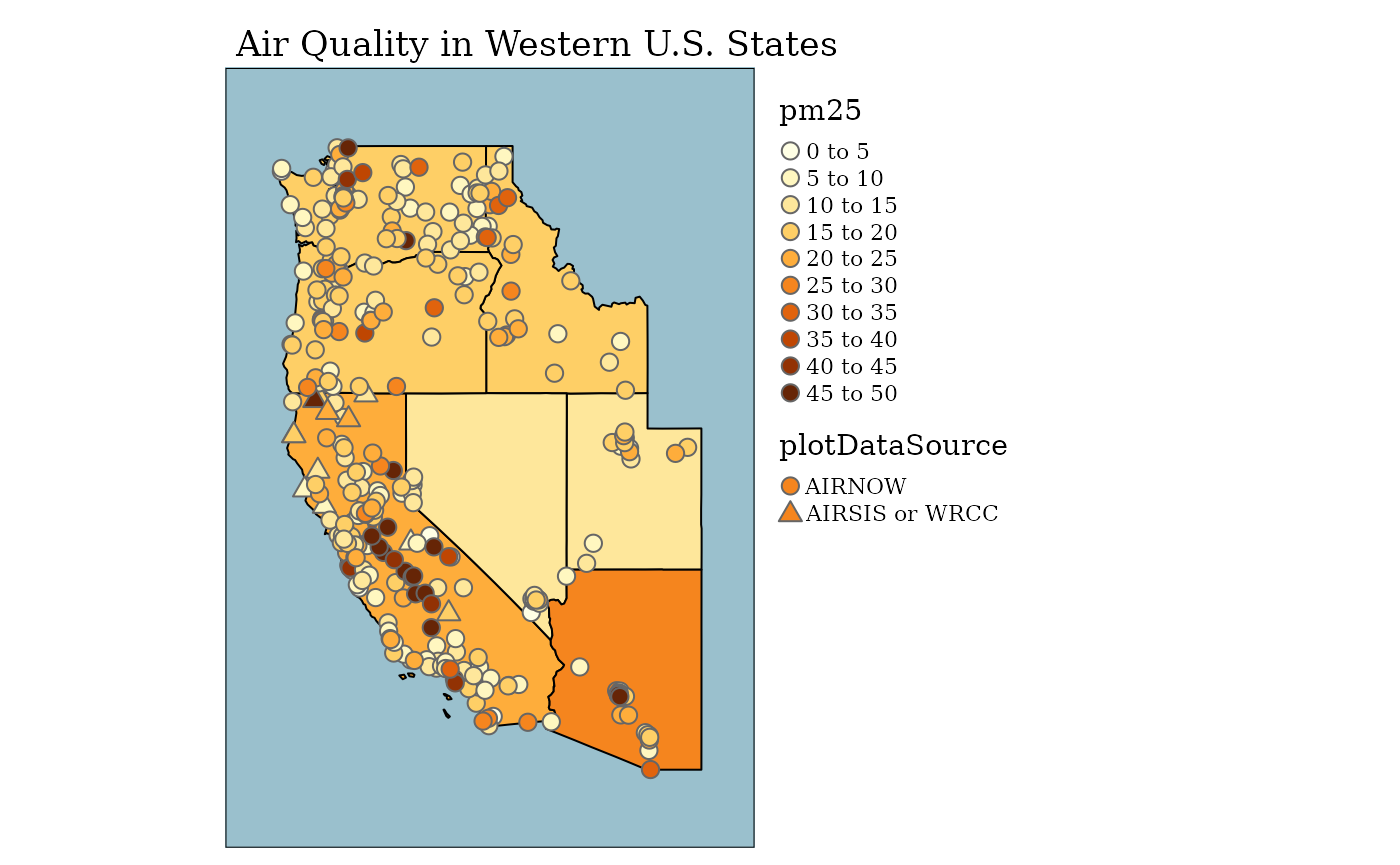 Air Quality in Western U.S. States
pm25
0 to 5
5 to 10
10 to 15
15 to 20
20 to 25
25 to 30
30 to 35
35 to 40
40 to 45
45 to 50
plotDataSource
AIRNOW
AIRSIS or WRCC